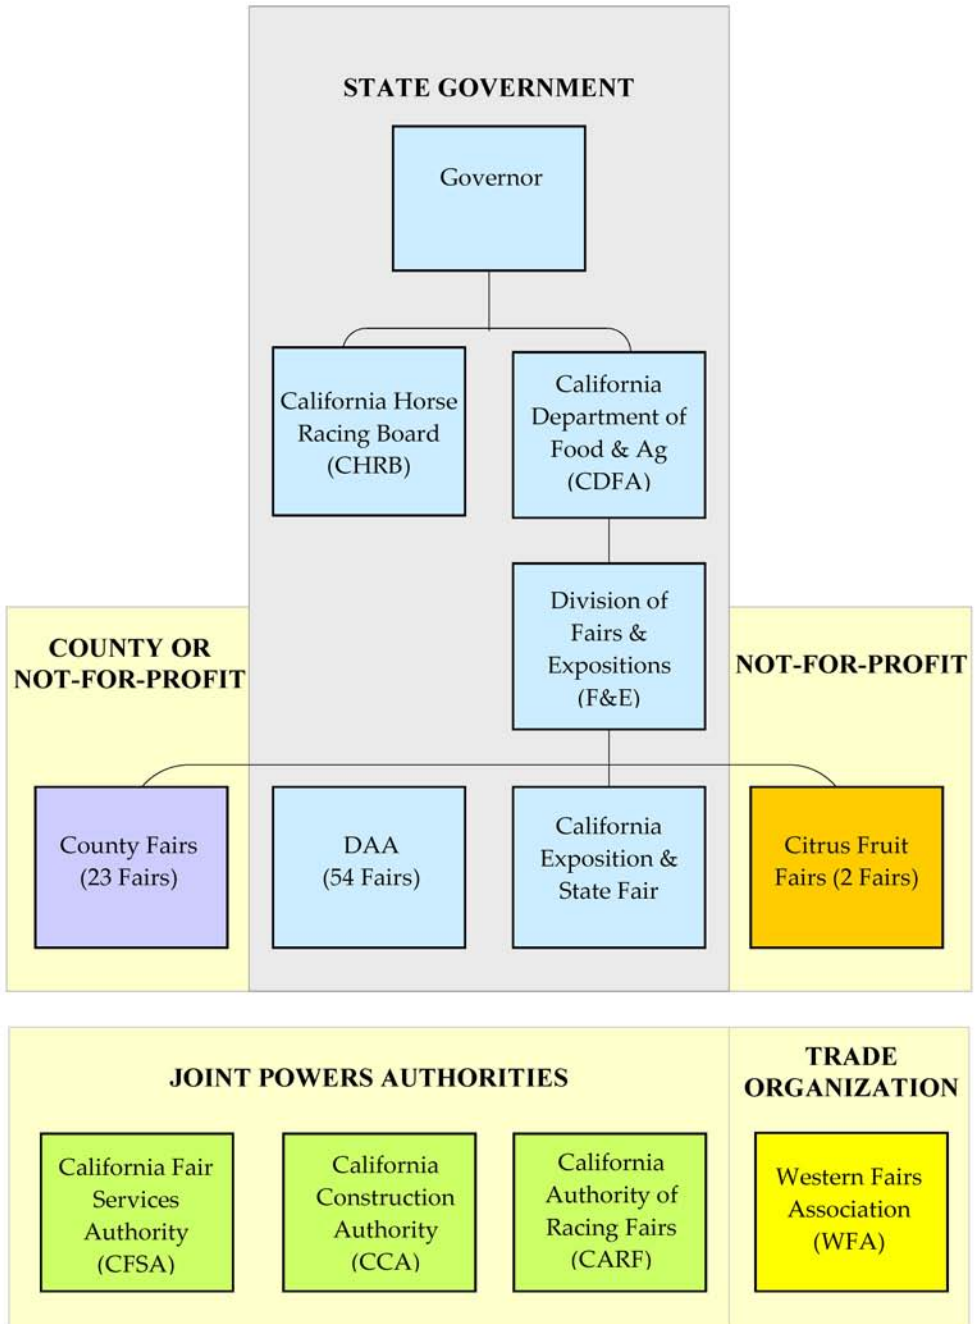 STATE GOVERNMENT
Governor
California Horse
Racing Board
(CHRB)
California
Department of
Food & Ag
(CDFA)
Division of
Fairs &
Expositions
(F&E)
COUNTY OR
NOT-FOR-PROFIT
NOT-FOR-PROFIT
County Fairs
(23 Fairs)
DAA
(54 Fairs)
California
Exposition &
State Fair
Citrus Fruit
Fairs (2 Fairs)
JOINT POWERS AUTHORITIES
TRADE
ORGANIZATION
California Fair
Services
Authority
(CFSA)
California
Construction
Authority
(CCA)
California
Authority of
Racing Fairs
(CARF)
Western Fairs
Association
(WFA)